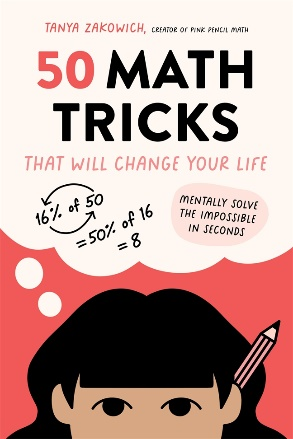 TANYA ZAKOWICH, CREATOR OF PINK PENCIL MATH
50 MATH
TRICKS
THAT WILL CHANGE YOUR LIFE
16% of 50
= 50% of 16
= 8
MENTALLY SOLVE
THE IMPOSSIBLE
IN SECONDS